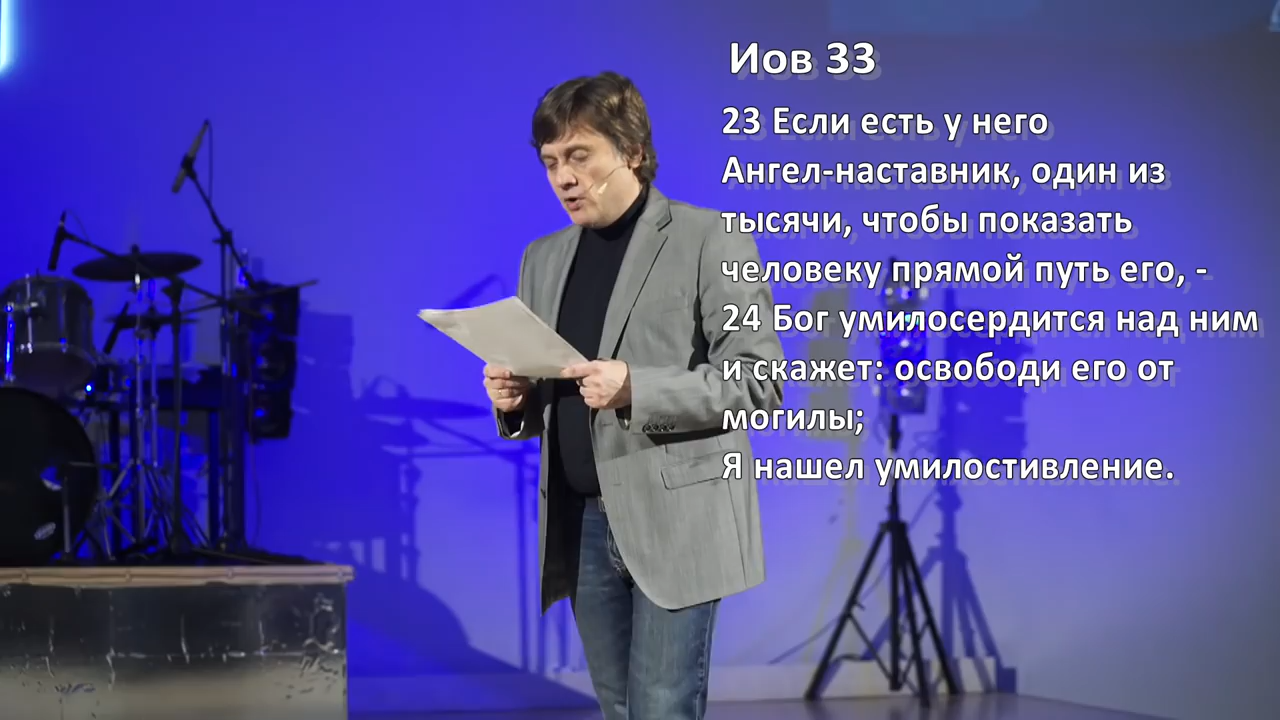 Иов 33
23 Если есть у него
Ангел-наставник, один из
тысячи, чтобы показать
человеку прямой путь его, -
24 Бог умилосердится над ним
и скажет: освободи его от
могилы;
Я нашел умилостивление.